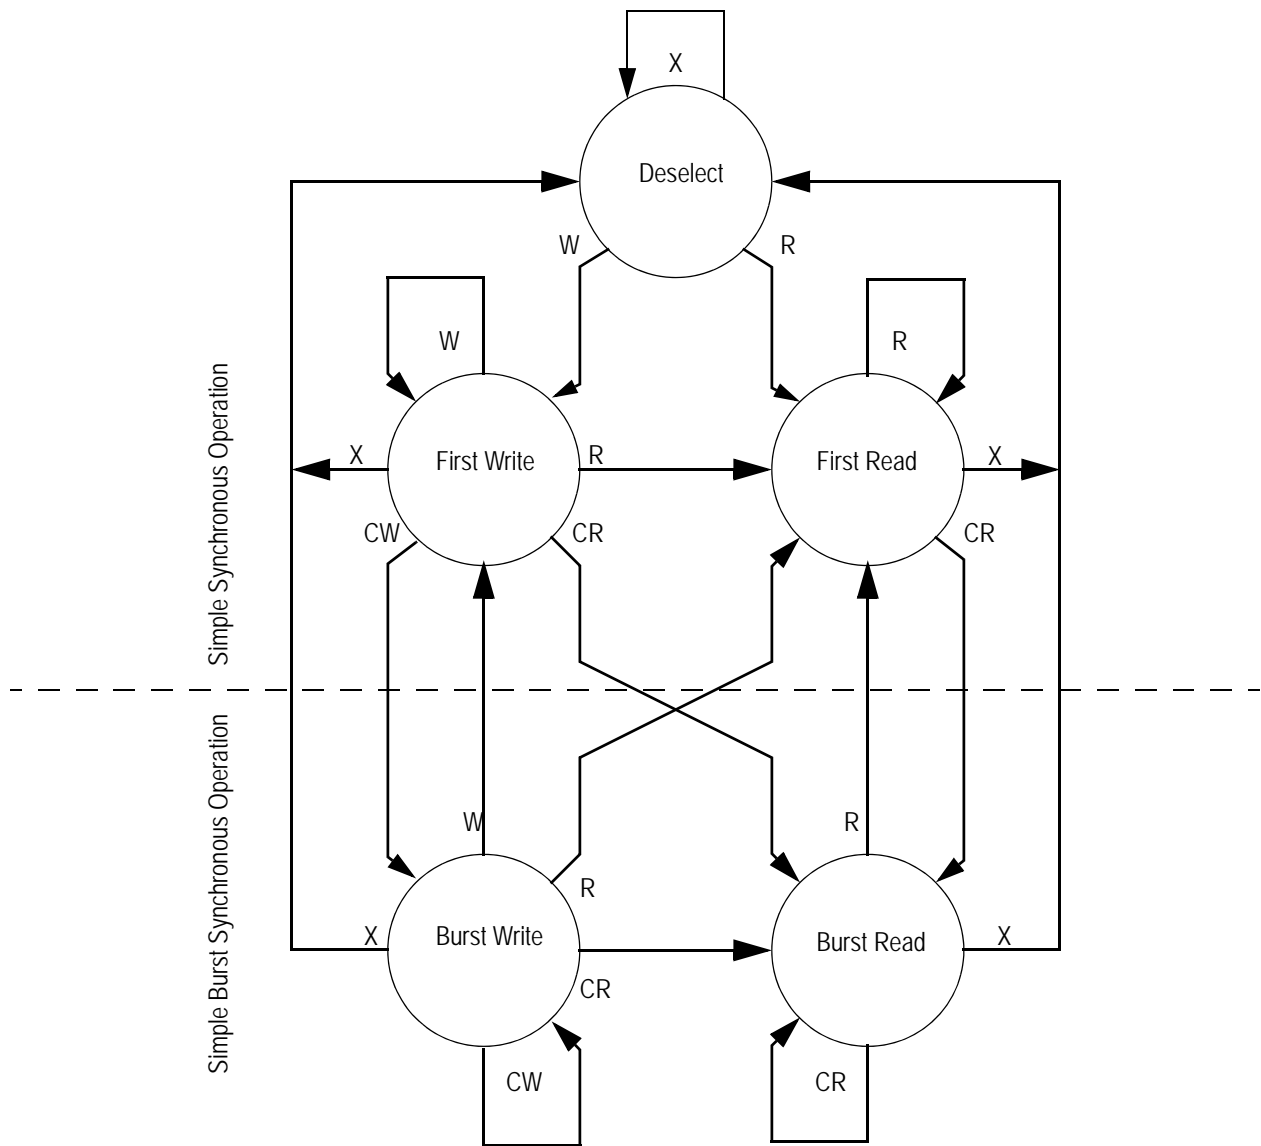 X
Deselect
W
R
W
R
Simple Synchronous Operation
X
First Write
R
First Read
X
CW
CR
CR
Simple Burst Synchronous Operation
W
R
R
X
Burst Write
Burst Read
X
CR
CW
CR